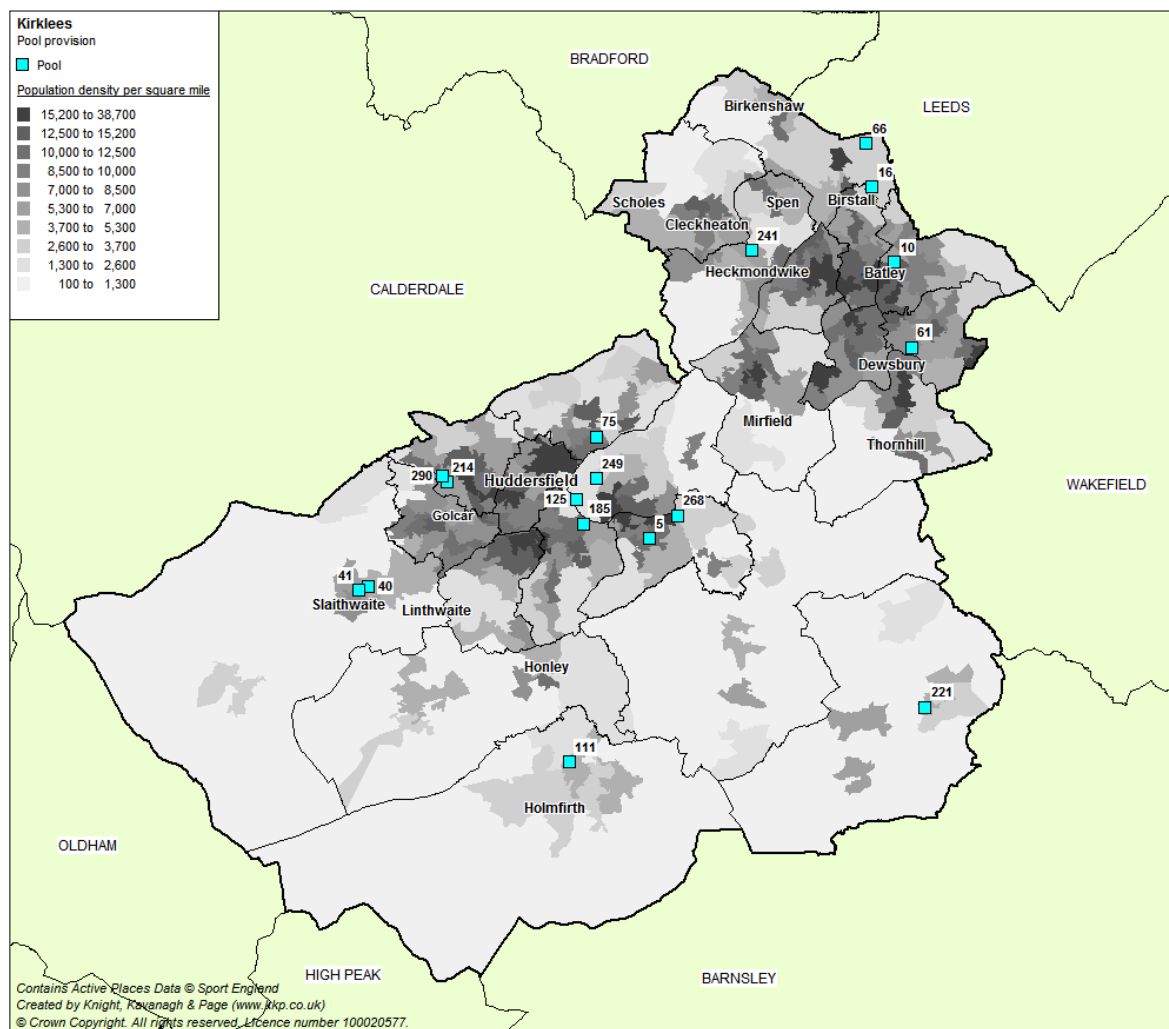 Kirklees
Pool provision
Pool
Population density per square mile
15,200 to 38,700
12,500 to 15,200
10,000 to 12,500
8,500 to 10,000
7,000 to 8,500
5,300 to 7,000
3,700 to 5,300
2,600 to 3,700
1,300 to 2,600
100 to 1,300
BRADFORD
LEEDS
Birkenshaw
66
16
Scholes
Spen
Birstall
Cleckheaton
241
10
Heckmondwike
Batley
CALDERDALE
61
Dewsbury
75
Mirfield
Thornhill
290
214
249
Huddersfield
WAKEFIELD
125
268
185
Golcar
5
41
40
Slaithwaite
Linthwaite
Honley
221
111
Holmfirth
OLDHAM
HIGH PEAK
BARNSLEY
Contains Active Places Data © Sport England
Created by Knight, Kavanagh & Page (www.kkp.co.uk)
© Crown Copyright. All rights reserved. Licence number 100020577.